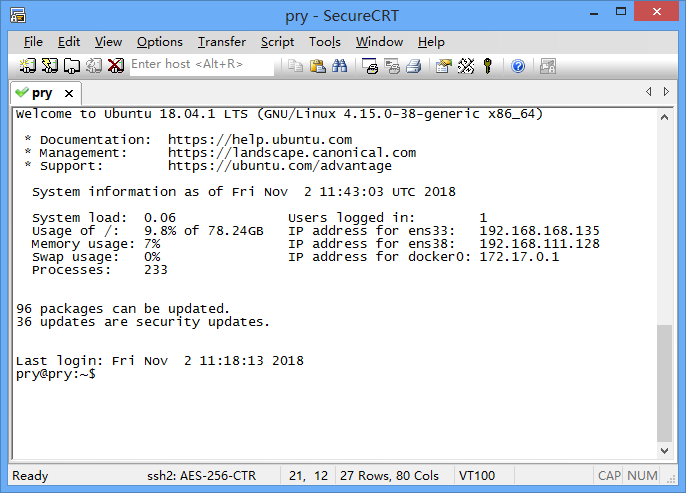 pry - SecureCRT
File Edit View Options Transfer Script Tools Window Help
Enter host <Alt+R>
pry
Welcome to Ubuntu 18.04.1 LTS (GNU/Linux 4.15.0-38-generic x86_64)
* Documentation: https://help.ubuntu.com
* Management: https://landscape.canonical.com
* Support: https://ubuntu.com/advantage
System information as of Fri Nov 2 11:43:03 UTC 2018
System load: 0.06 Users logged in: 1
Usage of /: 9.8% of 78.24GB IP address for ens33: 192.168.168.135
Memory usage: 7% IP address for ens38: 192.168.111.128
Swap usage: 0% IP address for docker0: 172.17.0.1
Processes: 233
96 packages can be updated.
36 updates are security updates.
Last login: Fri Nov 2 11:18:13 2018
pry@pry:~$
Ready ssh2: AES-256-CTR 21, 12 27 Rows, 80 Cols VT100 CAP NUM